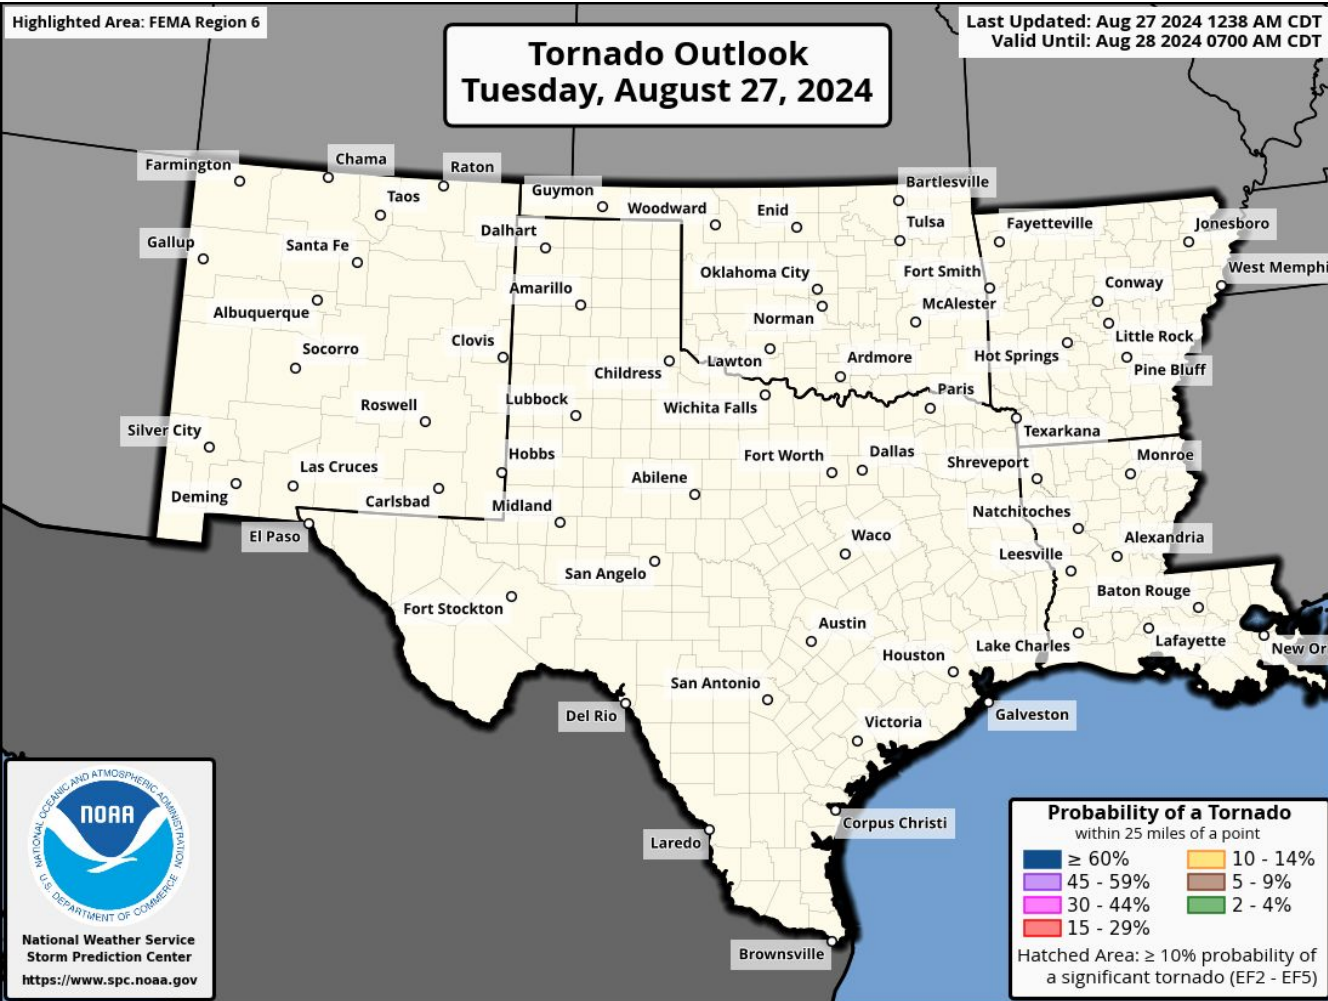 Highlighted Area: FEMA Region 6
Last Updated: Aug 27 2024 1238 AM CDT
Valid Until: Aug 28 2024 0700 AM CDT
Tornado Outlook
Tuesday, August 27, 2024
Farmington
Chama
Raton
Taos
Guymon
Woodward
Enid
Bartlesville
Tulsa
Fayetteville
Jonesboro
Gallup
Santa Fe
Dalhart
Oklahoma City
Fort Smith
West Memphi
Amarillo
McAlester
Conway
Albuquerque
Norman
Little Rock
Socorro
Clovis
Childress
Lawton
Ardmore
Hot Springs
Pine Bluff
Roswell
Lubbock
Wichita Falls
Paris
Texarkana
Silver City
Las Cruces
Hobbs
Abilene
Fort Worth
Dallas
Shreveport
Monroe
Deming
Carlsbad
Midland
Natchitoches
El Paso
Waco
Leesville
Alexandria
San Angelo
Baton Rouge
Fort Stockton
Austin
Lake Charles
Lafayette
New Or
Houston
San Antonio
Del Rio
Victoria
Galveston
Corpus Christi
Laredo
Brownsville
NATIONAL OCEANIC AND ATMOSPHERIC ADMINISTRATION
NOAA
U.S. DEPARTMENT OF COMMERCE
National Weather Service
Storm Prediction Center
https://www.spc.noaa.gov
Probability of a Tornado
within 25 miles of a point
≥ 60%
45 - 59%
30 - 44%
15 - 29%
10 - 14%
5 - 9%
2 - 4%
Hatched Area: ≥ 10% probability of
a significant tornado (EF2 - EF5)